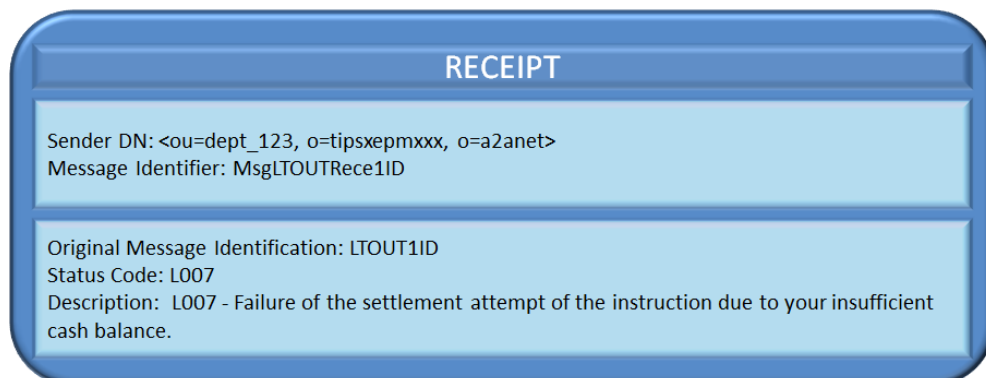 RECEIPT
Sender DN: <ou=dept_123, o=tipsxepmxxx, o=a2anet>
Message Identifier: MsgLTOUTRece1ID
Original Message Identification: LTOUT1ID
Status Code: L007
Description:  L007 - Failure of the settlement attempt of the instruction due to your insufficient
cash balance.